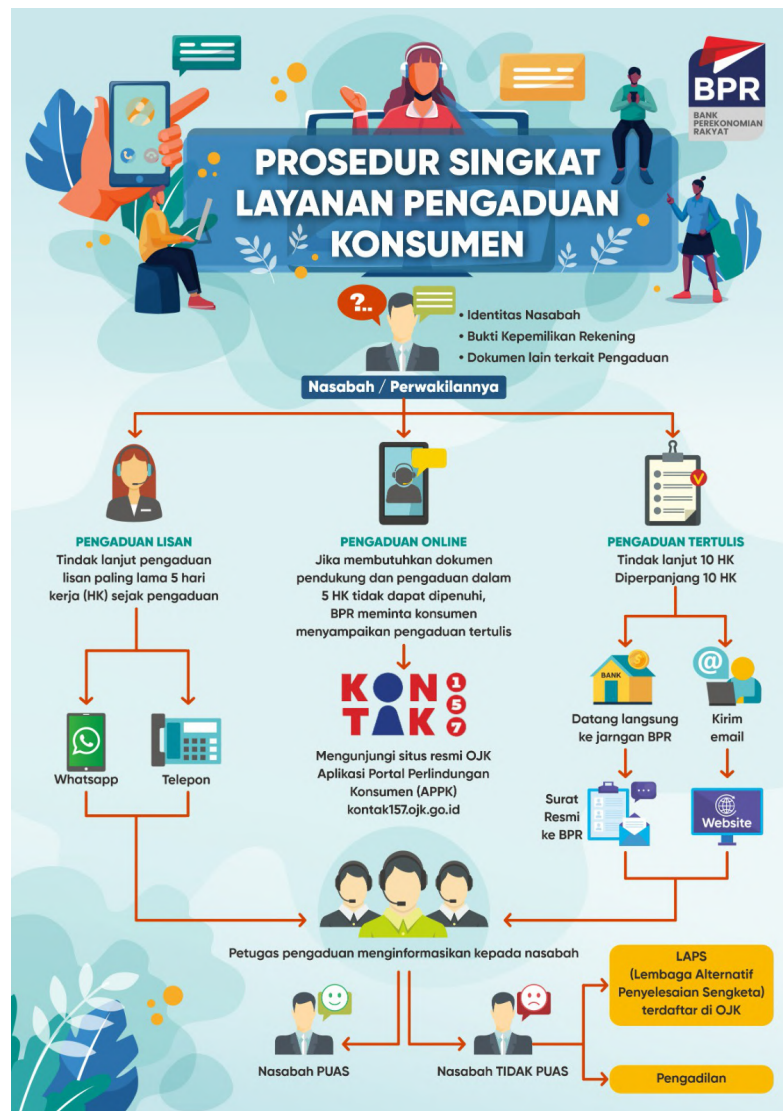 BPR
BANK
PEREKONOMIAN
RAKYAT
PROSEDUR SINGKAT
LAYANAN PENGADUAN
KONSUMEN
?..
• Identitas Nasabah
• Bukti Kepemilikan Rekening
• Dokumen lain terkait Pengaduan
Nasabah / Perwakilannya
PENGADUAN LISAN
Tindak lanjut pengaduan
lisan paling lama 5 hari
kerja (HK) sejak pengaduan
Whatsapp
Telepon
PENGADUAN ONLINE
Jika membutuhkan dokumen
pendukung dan pengaduan dalam
5 HK tidak dapat dipenuhi,
BPR meminta konsumen
menyampaikan pengaduan tertulis
KONTAK 157
Mengunjungi situs resmi OJK
Aplikasi Portal Perlindungan
Konsumen (APPK)
kontak157.ojk.go.id
PENGADUAN TERTULIS
Tindak lanjut 10 HK
Diperpanjang 10 HK
BANK
$
@
Datang langsung
ke jarngan BPR
Kirim
email
Surat
Resmi
ke BPR
Website
Petugas pengaduan menginformasikan kepada nasabah
Nasabah PUAS
Nasabah TIDAK PUAS
LAPS
(Lembaga Alternatif
Penyelesaian Sengketa)
terdaftar di OJK
Pengadilan